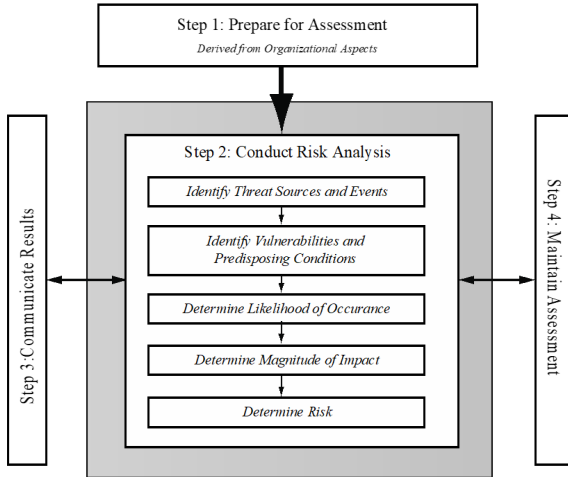 Step 1: Prepare for Assessment
Derived from Organizational Aspects
Step 2: Conduct Risk Analysis
Identify Threat Sources and Events
Identify Vulnerabilities and
Predisposing Conditions
Determine Likelihood of Occurance
Determine Magnitude of Impact
Determine Risk
Step 3:Communicate Results
Step 4: Maintain Assessment